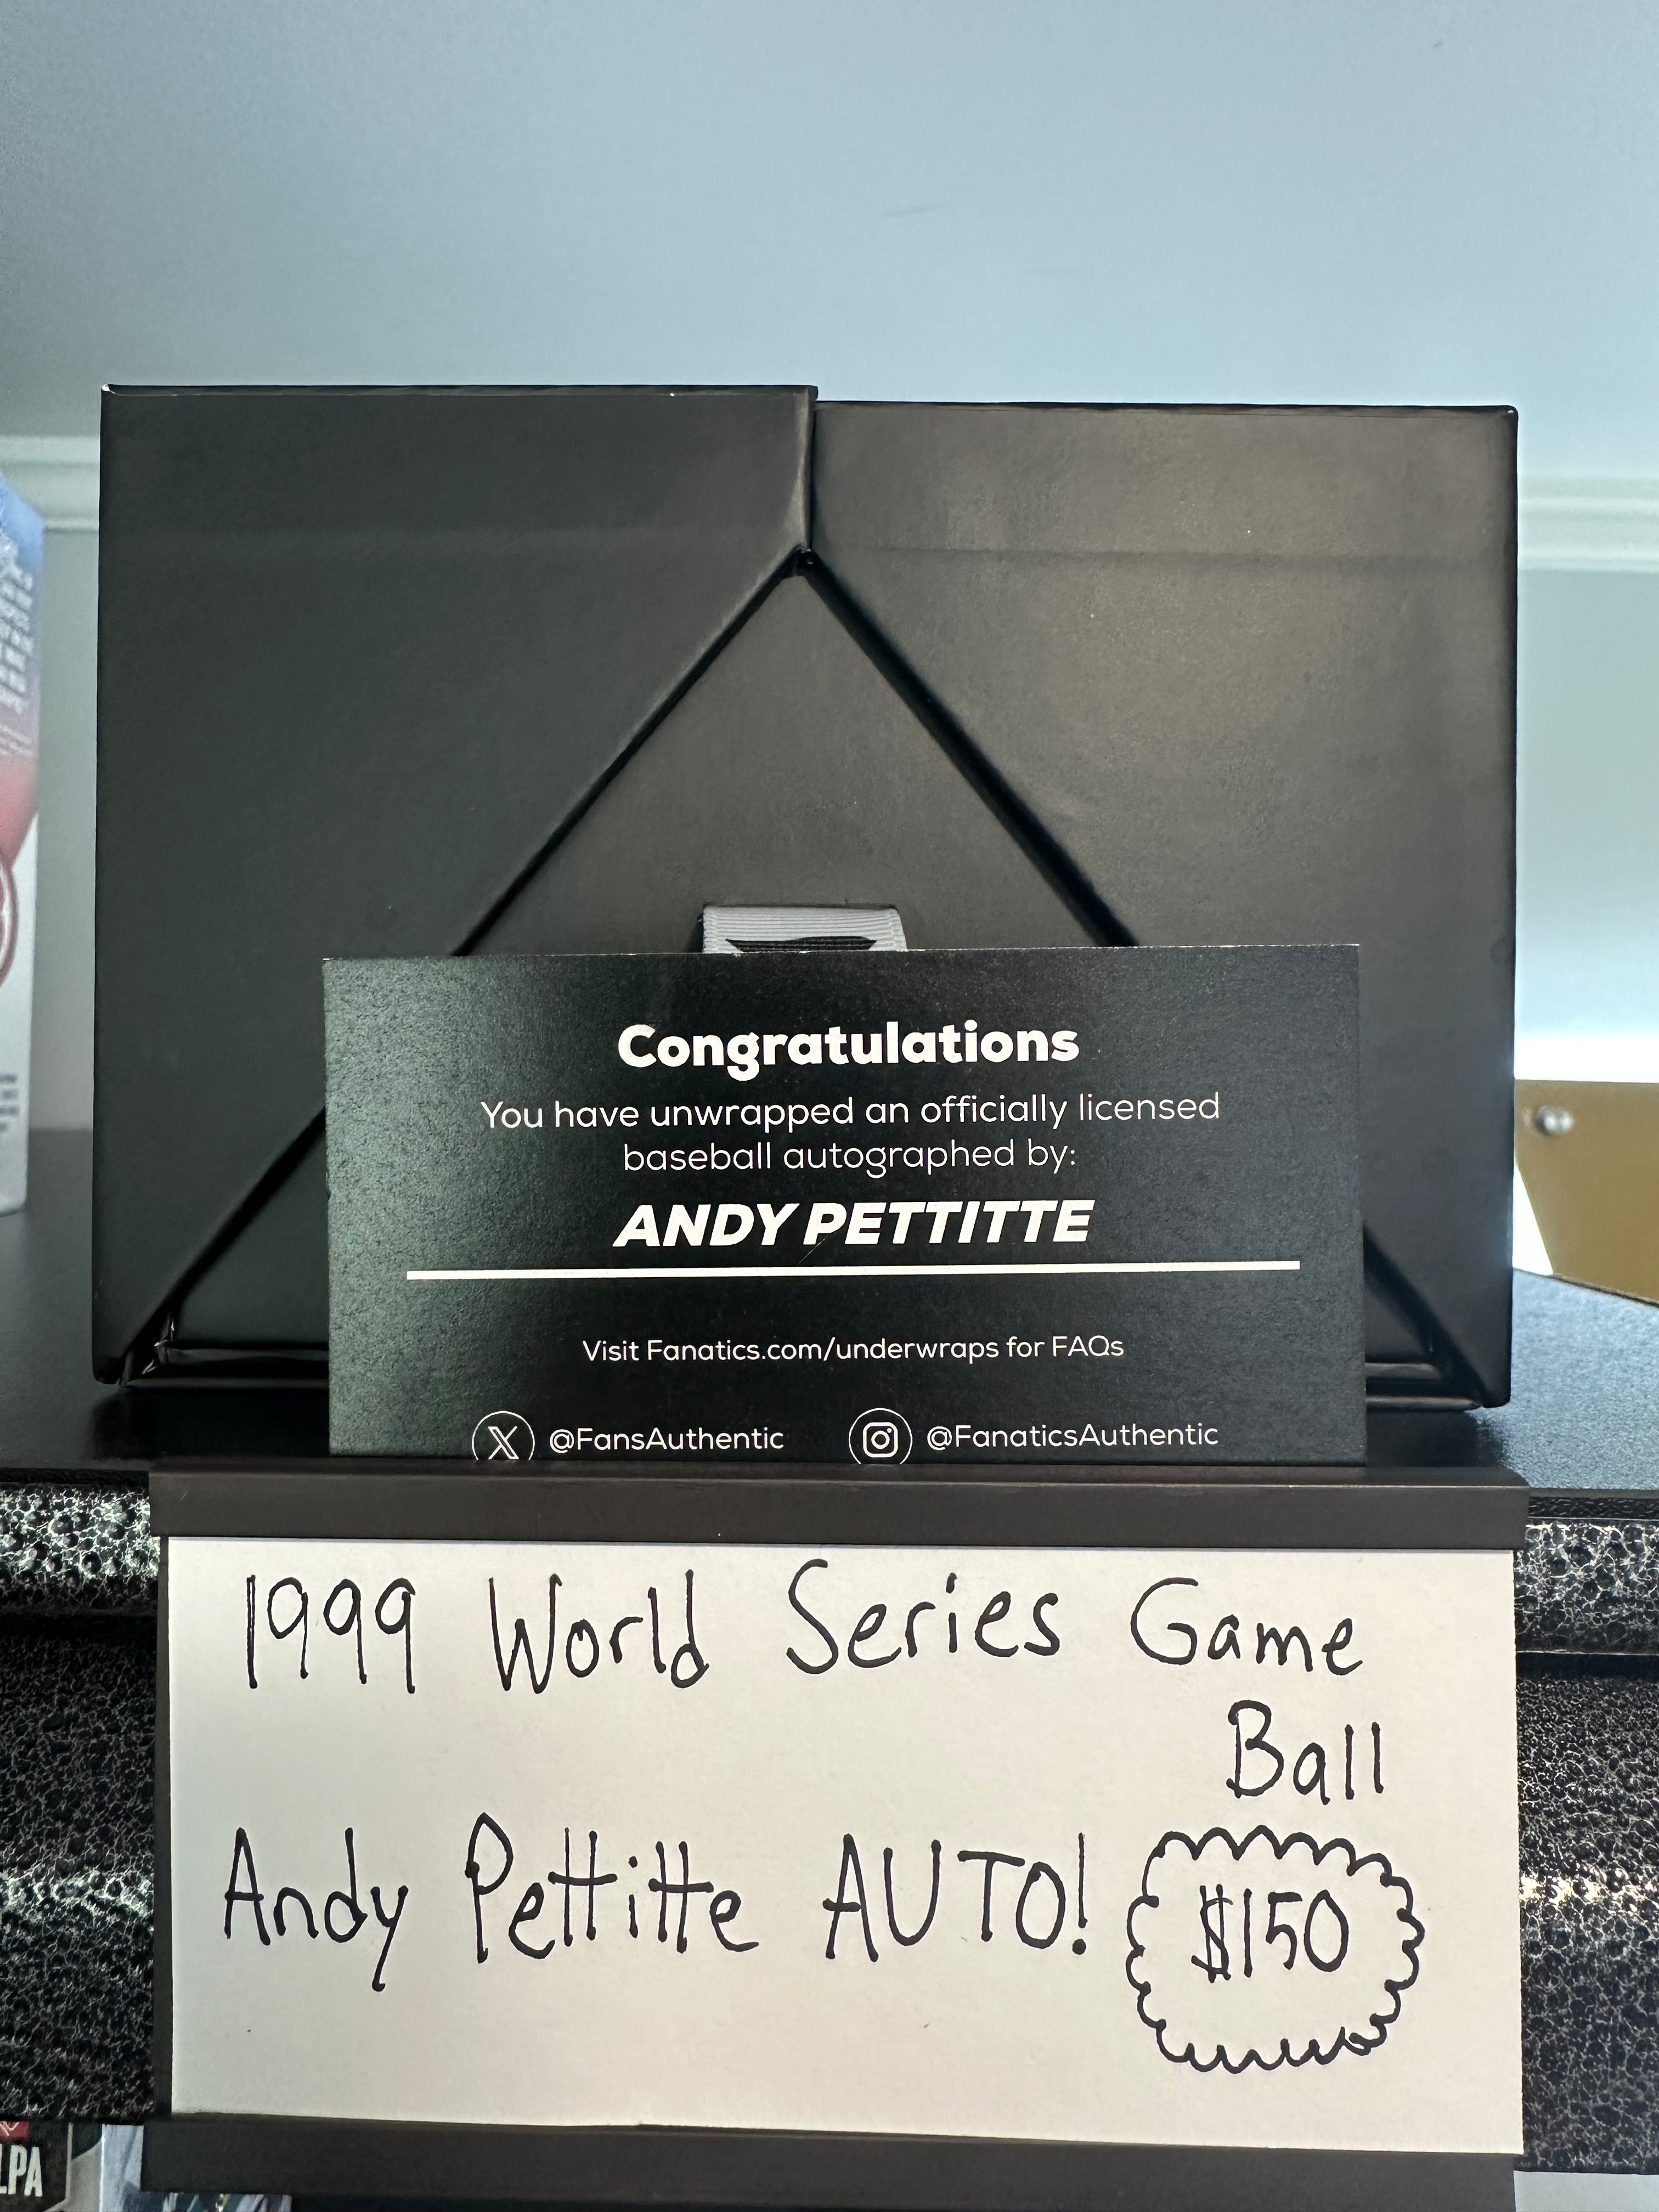 Congratulations
You have unwrapped an officially licensed
baseball autographed by:
ANDY PETTITTE
Visit Fanatics.com/underwraps for FAQs
@FansAuthentic @FanaticsAuthentic
1999 World Series Game
Ball
Andy Pettitte AUTO! $150
LPA